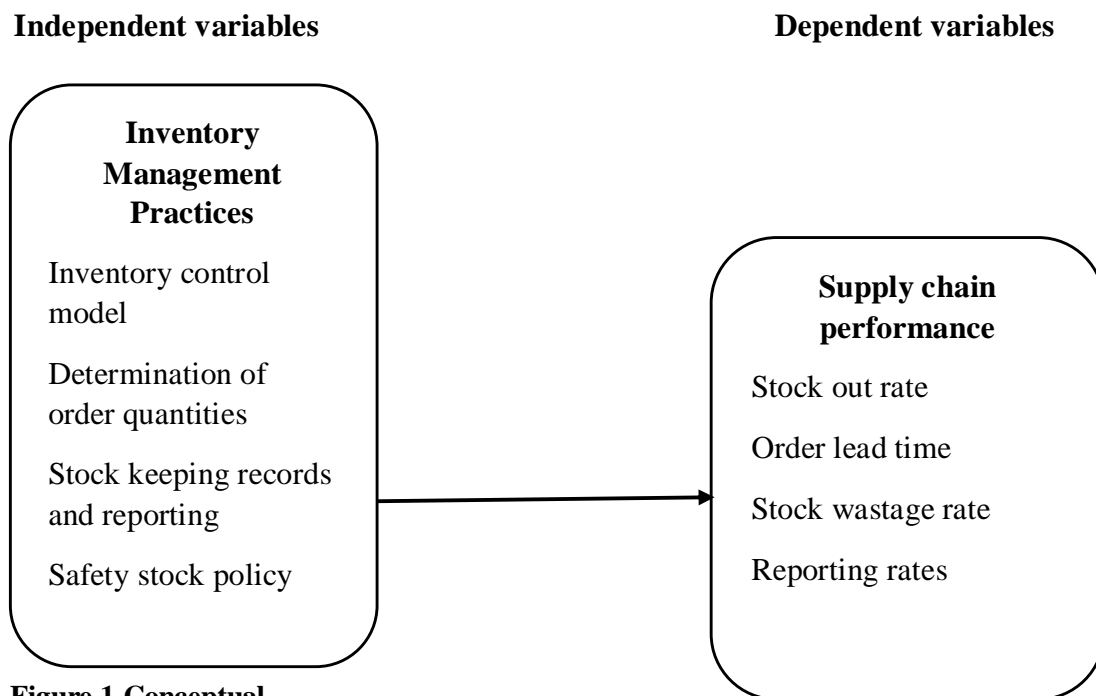 Independent variables
Dependent variables
Inventory
Management
Practices
Inventory control
model
Determination of
order quantities
Stock keeping records
and reporting
Safety stock policy
Supply chain
performance
Stock out rate
Order lead time
Stock wastage rate
Reporting rates
Figure 1 Conceptual